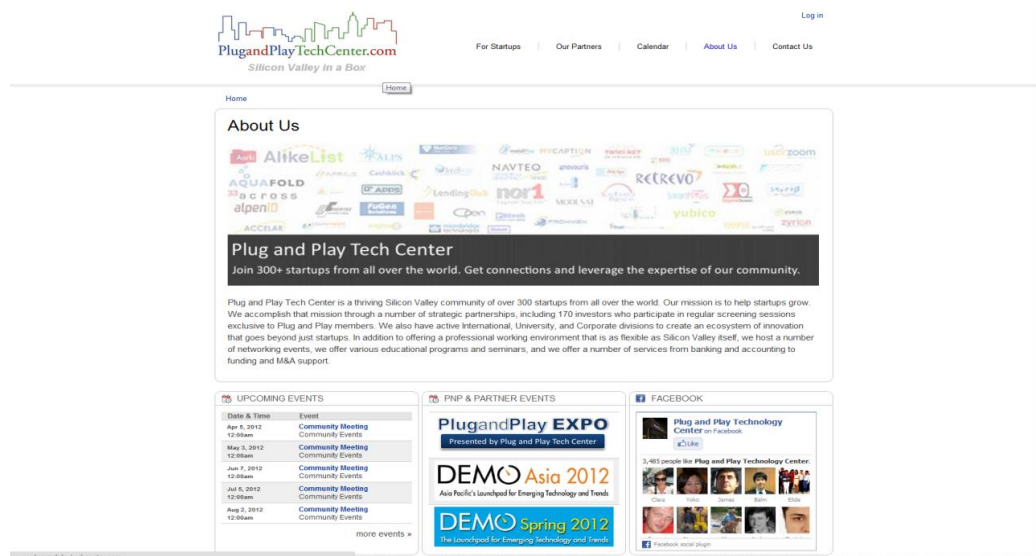 Log in
PlugandPlayTechCenter.com
Silicon Valley in a Box
For Startups
Our Partners
Calendar
About Us
Contact Us
Home
Home
About Us
AlikeList
ALPS
NAVTEO
RETREVO
zoom
AQUAFOLD
across
alpeniD
Cashblick
LendingClub
nor1
FuGen
yubico
zyrion
ACCELAR
Plug and Play Tech Center
Join 300+ startups from all over the world. Get connections and leverage the expertise of our community.
Plug and Play Tech Center is a thriving Silicon Valley community of over 300 startups from all over the world. Our mission is to help startups grow.
We accomplish that mission through a number of strategic partnerships, including 170 investors who participate in regular screening sessions
exclusive to Plug and Play members. We also have active International, University, and Corporate divisions to create an ecosystem of innovation
that goes beyond just startups. In addition to offering a professional working environment that is as flexible as Silicon Valley itself, we host a number
of networking events, we offer various educational programs and seminars, and we offer a number of services from banking and accounting to
funding and M&A support.
UPCOMING EVENTS
Date & Time Event
Apr 5, 2012 Community Meeting
12:00am Community Events
May 3, 2012 Community Meeting
12:00am Community Events
Jun 7, 2012 Community Meeting
12:00am Community Events
Jul 5, 2012 Community Meeting
12:00am Community Events
Aug 2, 2012 Community Meeting
12:00am Community Events
more events »
PNP & PARTNER EVENTS
PlugandPlay EXPO
Presented by Plug and Play Tech Center
DEMO Asia 2012
Asia Pacific's Launchpad for Emerging Technology and Trends
DEMO Spring 2012
The Launchpad for Emerging Technology and Trends
FACEBOOK
Plug and Play Technology
Center on Facebook
Like
3,485 people like Plug and Play Technology Center.
Clara Yoko James Balm Elide
Facebook social plugin